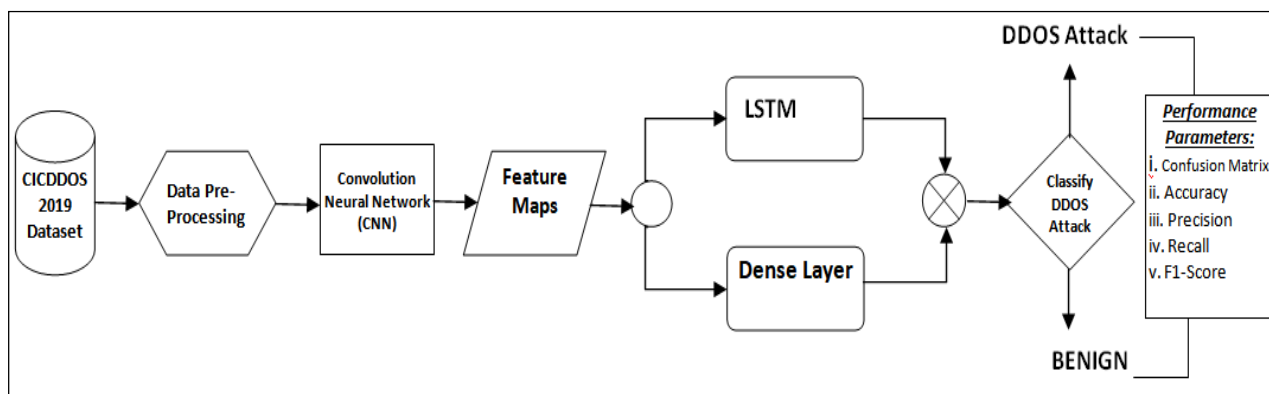 CICDDOS
2019
Dataset
Data Pre-
Processing
Convolution
Neural Network
(CNN)
Feature
Maps
LSTM
Dense Layer
Classify
DDOS
Attack
DDOS Attack
BENIGN
Performance
Parameters:
i. Confusion Matrix
ii. Accuracy
iii. Precision
iv. Recall
v. F1-Score